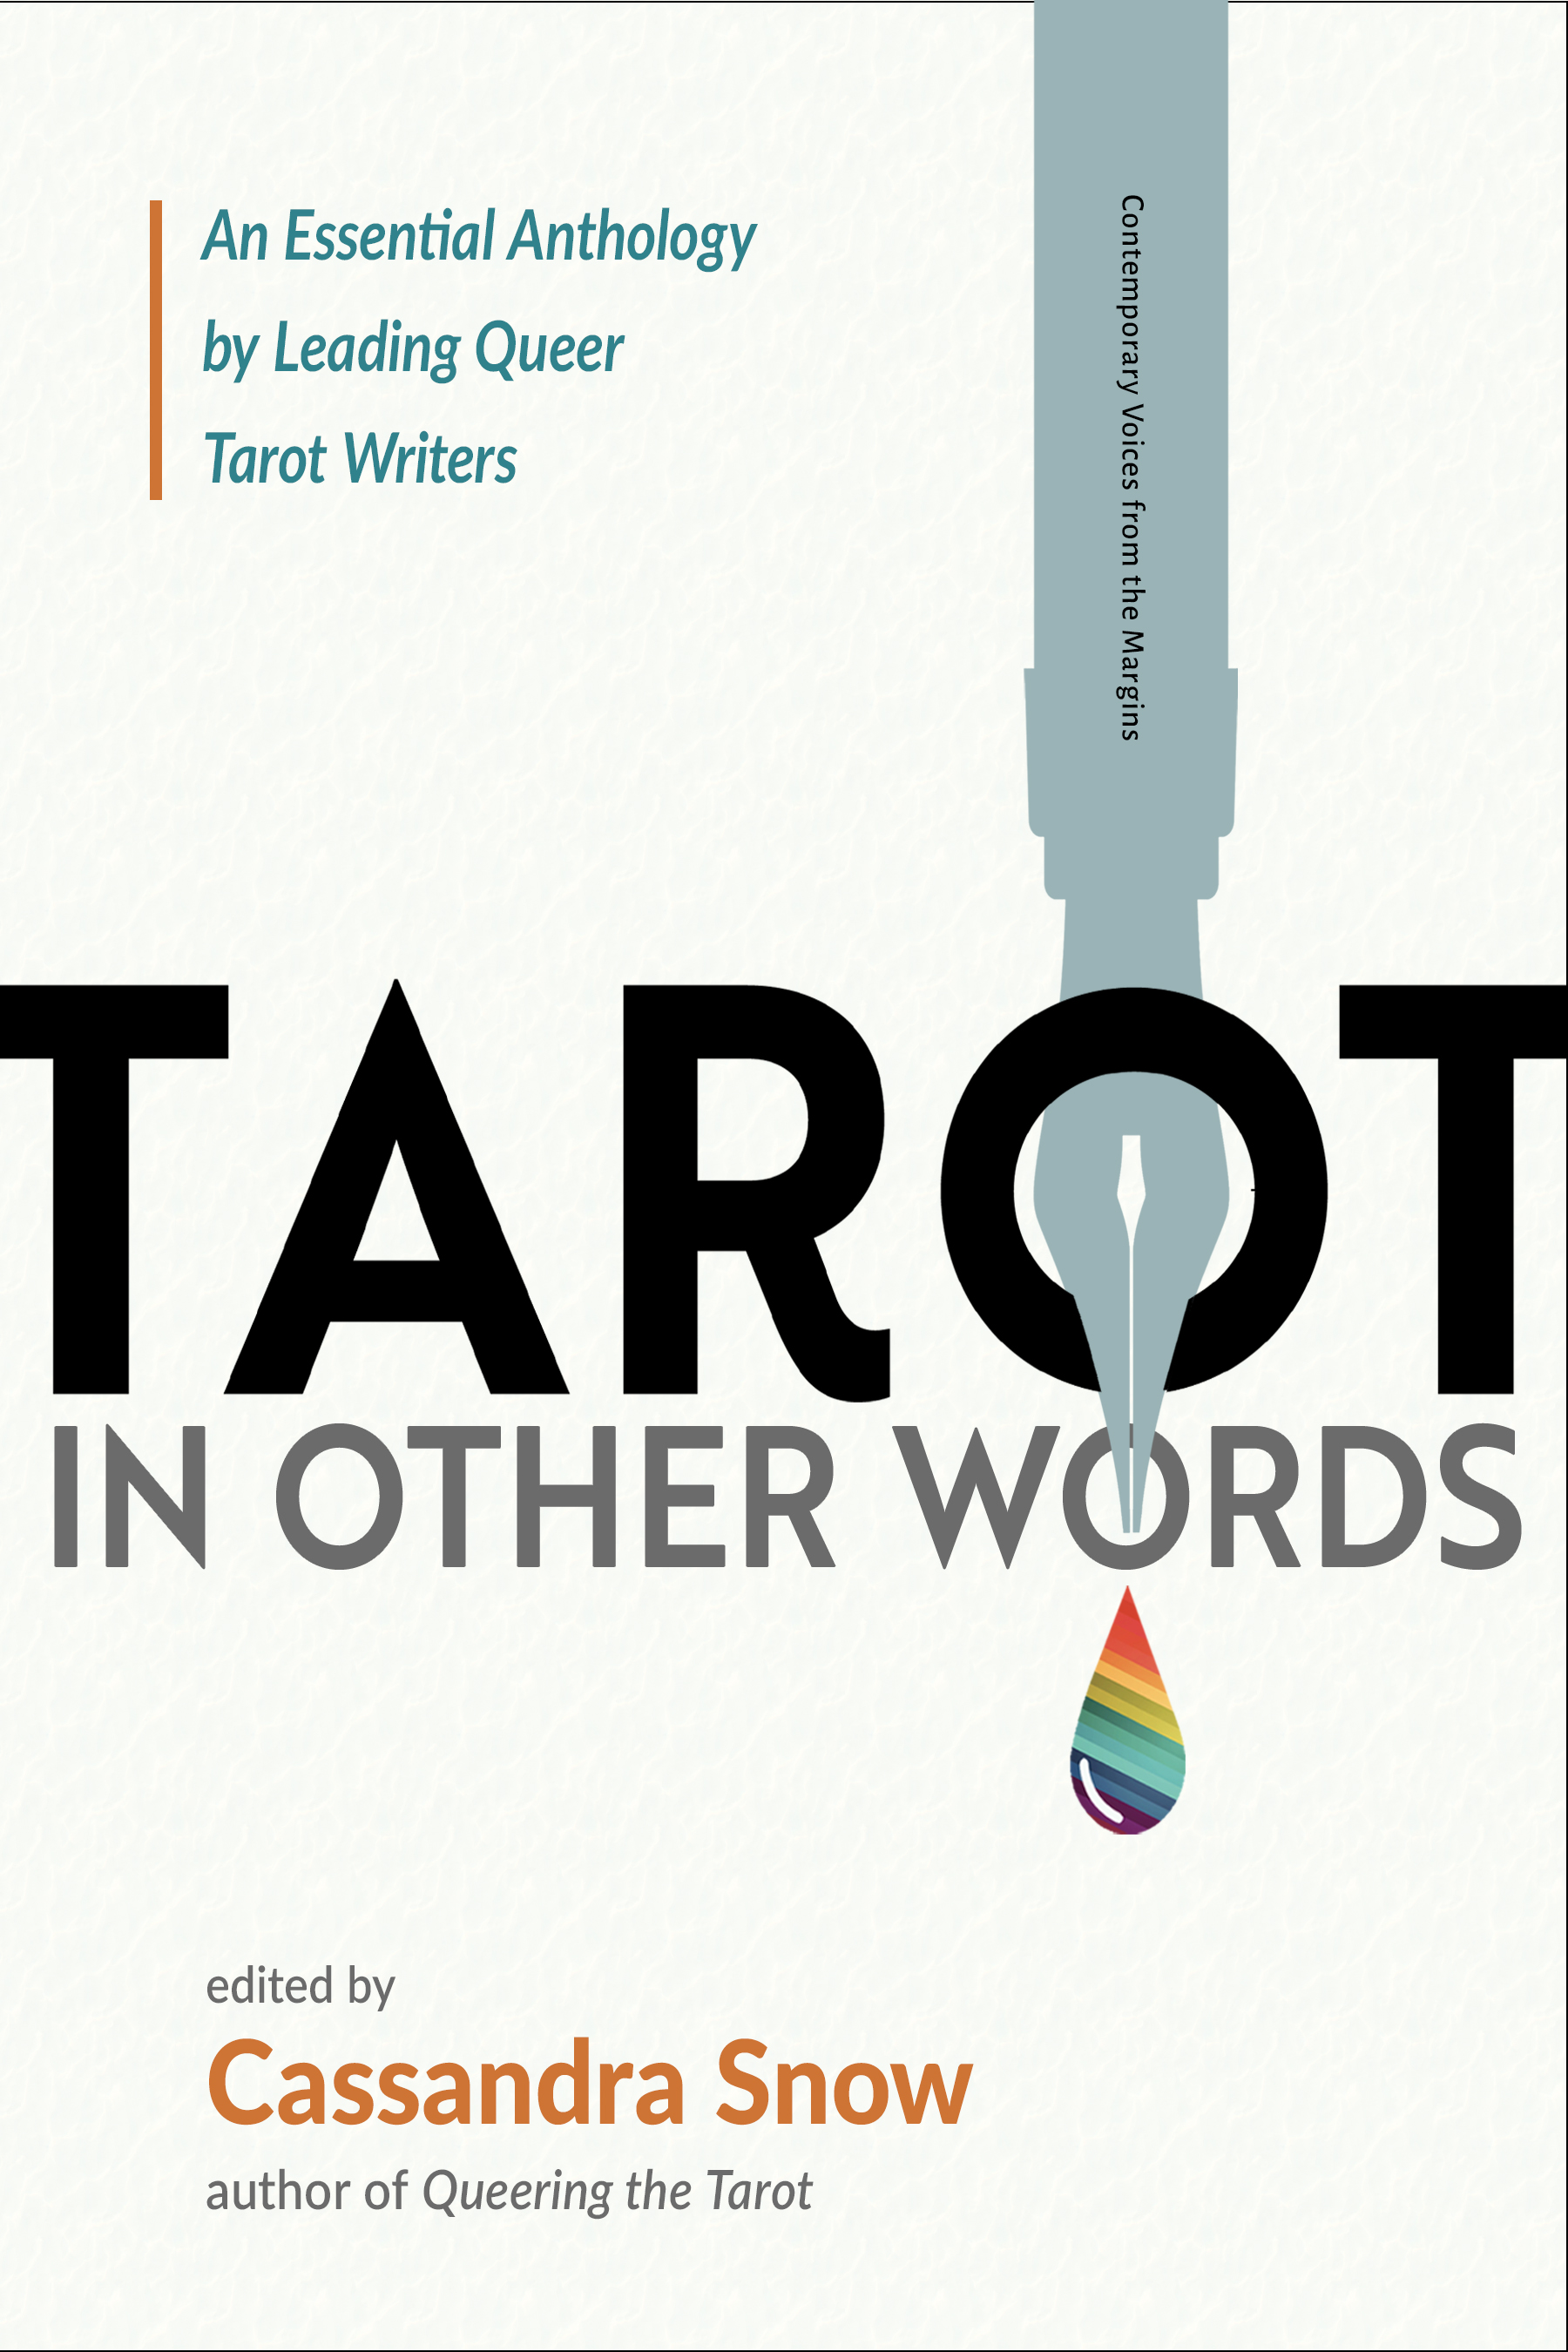 An Essential Anthology
by Leading Queer
Tarot Writers
Contemporary Voices from the Margins
TAROT
IN OTHER WORDS
edited by
Cassandra Snow
author of Queering the Tarot